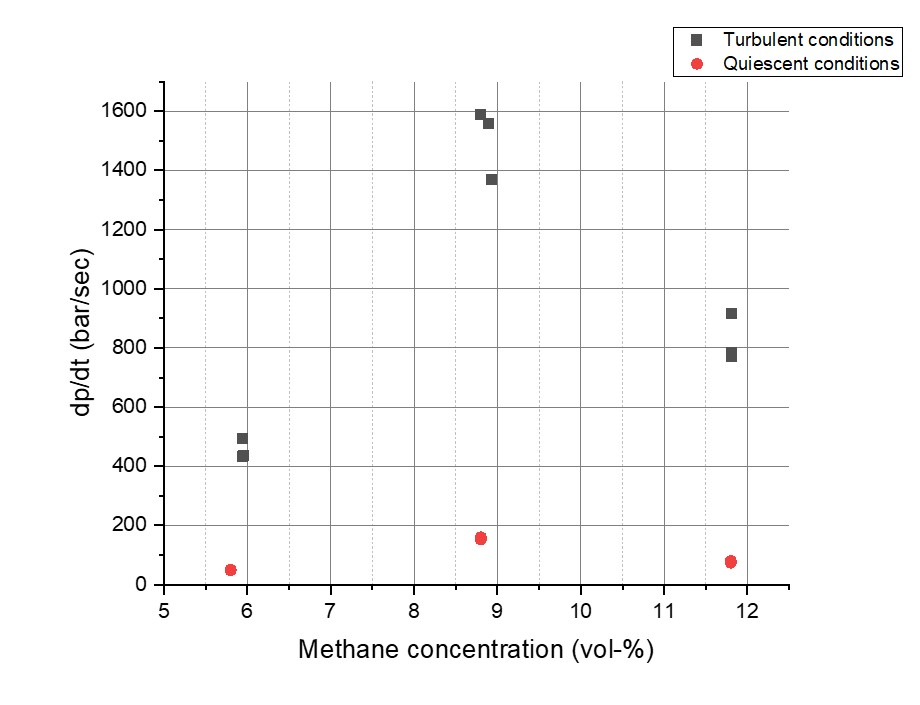 Turbulent conditions
Quiescent conditions
1600
1400
1200
1000
800
600
400
200
0
dp/dt (bar/sec)
5 6 7 8 9 10 11 12
Methane concentration (vol-%)